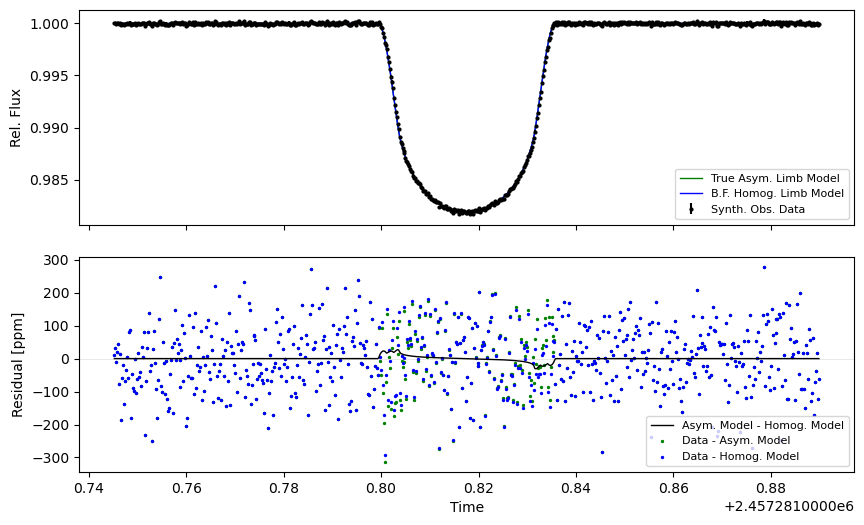 1.000
0.995
0.990
0.985
Rel. Flux
True Asym. Limb Model
B.F. Homog. Limb Model
Synth. Obs. Data
300
200
100
0
−100
−200
−300
Residual [ppm]
Asym. Model - Homog. Model
Data - Asym. Model
Data - Homog. Model
0.74 0.76 0.78 0.80 0.82 0.84 0.86 0.88
Time
+2.4572810000e6